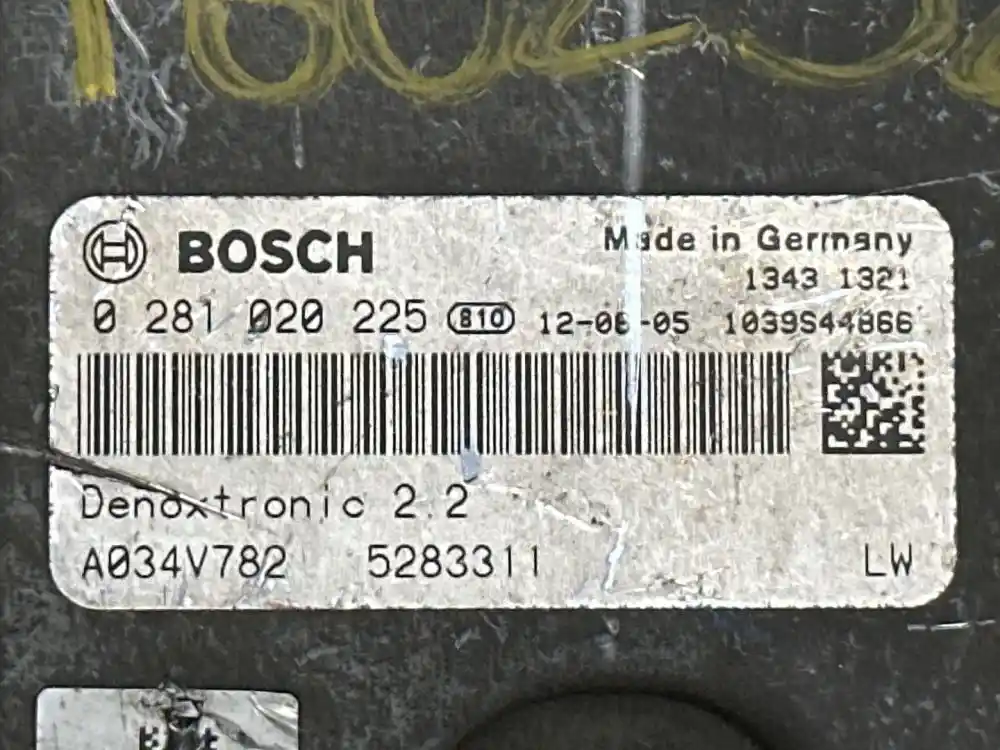 BOSCH
Made in Germany
1343 1321
0 281 020 225 810 12-06-05 1039S44866
Denoxtronic 2.2
A034V782 5283311 LW